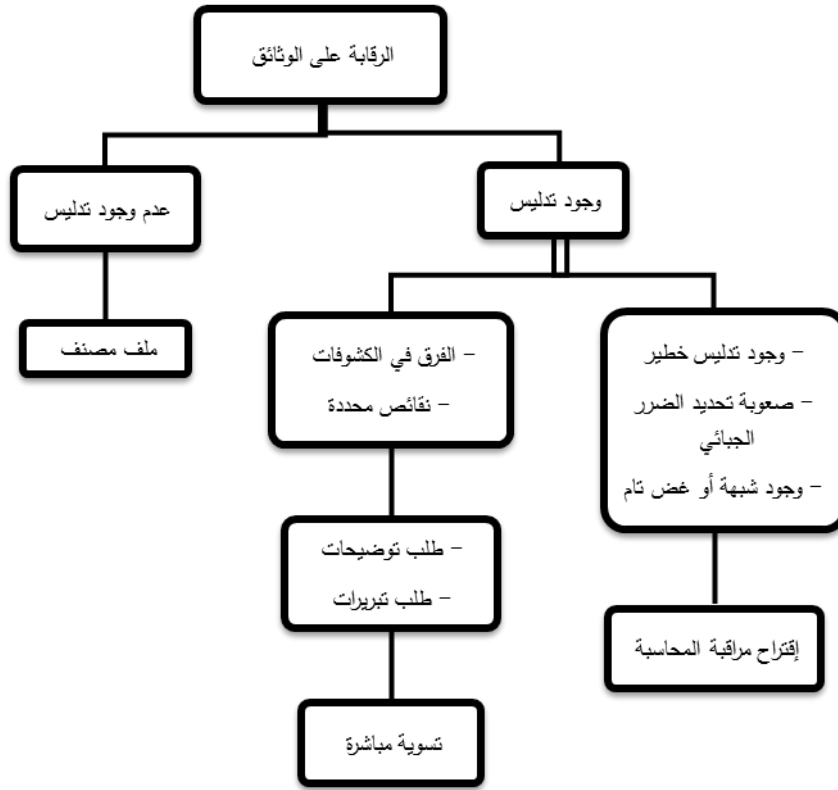 الرقابة على الوثائق
وجود تدليس
عدم وجود تدليس
– وجود تدليس خطير
– صعوبة تحديد الضرر
الجبائي
– وجود شبهة أو غض تام
– الفرق في الكشوفات
– نقائص محددة
ملف مصنف
– طلب توضيحات
– طلب تبريرات
إقتراح مراقبة المحاسبة
تسوية مباشرة